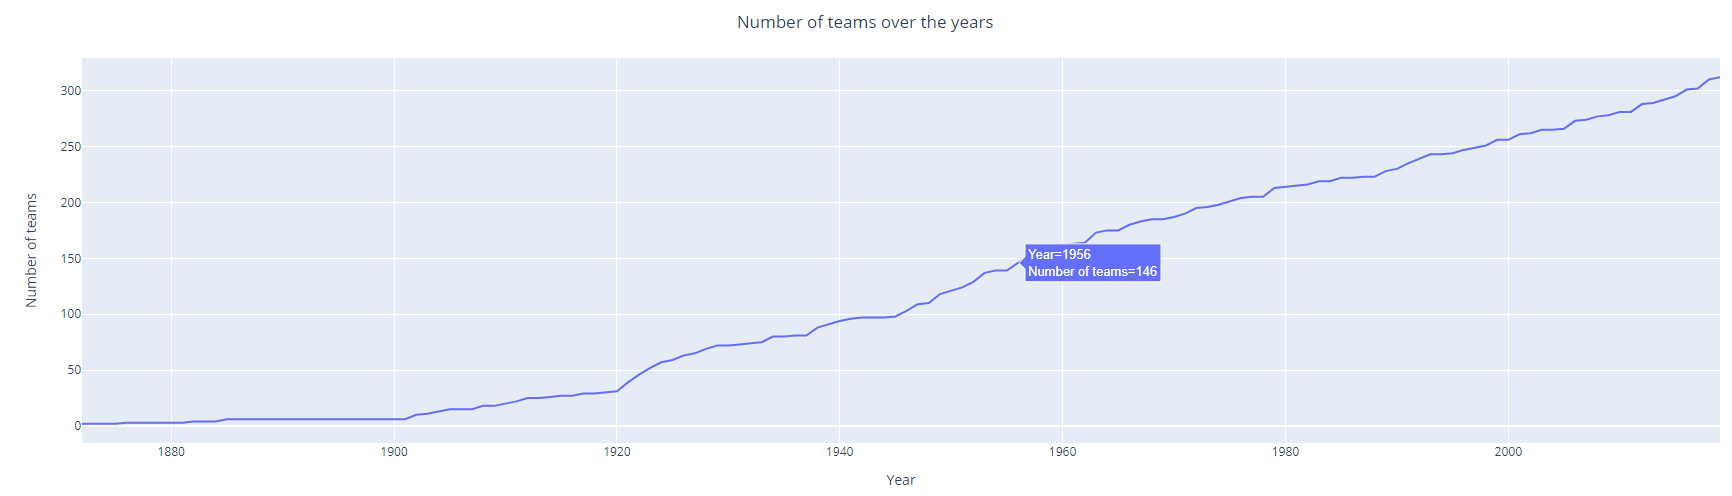 Number of teams over the years
Number of teams
300
250
200
150
100
50
0
Year=1956
Number of teams=146
1880
1900
1920
1940
1960
1980
2000
Year